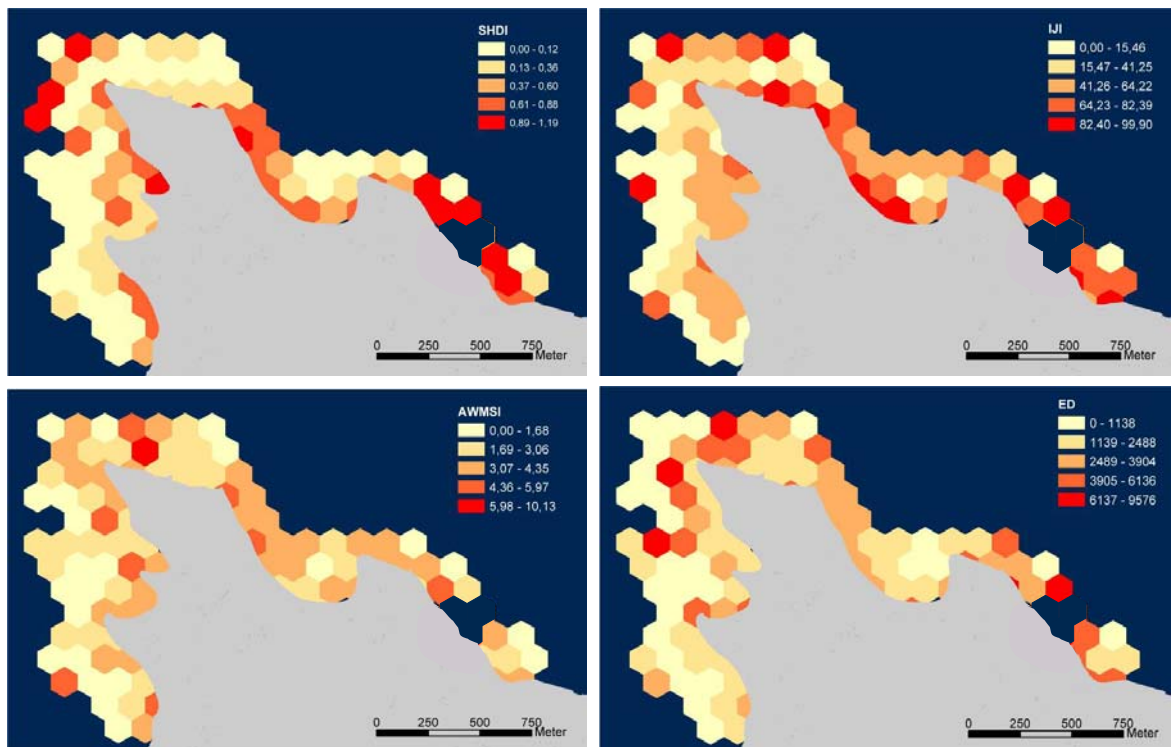 SHDI
0,00 - 0,12
0,13 - 0,36
0,37 - 0,60
0,61 - 0,88
0,89 - 1,19
0 250 500 750
Meter
IJI
0,00 - 15,46
15,47 - 41,25
41,26 - 64,22
64,23 - 82,39
82,40 - 99,90
0 250 500 750
Meter
AWMSI
0,00 - 1,68
1,69 - 3,06
3,07 - 4,35
4,36 - 5,97
5,98 - 10,13
0 250 500 750
Meter
ED
0 - 1138
1139 - 2488
2489 - 3904
3905 - 6136
6137 - 9576
0 250 500 750
Meter